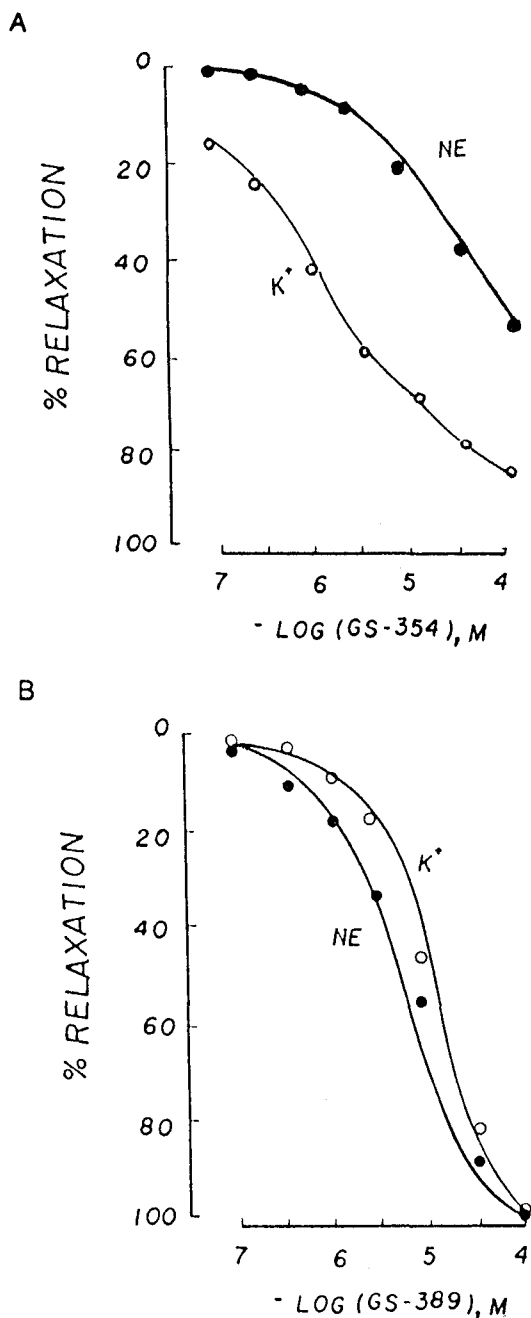 A
0
20
40
60
80
100
% RELAXATION
NE
K+
7 6 5 4
- LOG (GS-354), M
B
0
20
40
60
80
100
% RELAXATION
K+
NE
7 6 5 4
- LOG (GS-389), M